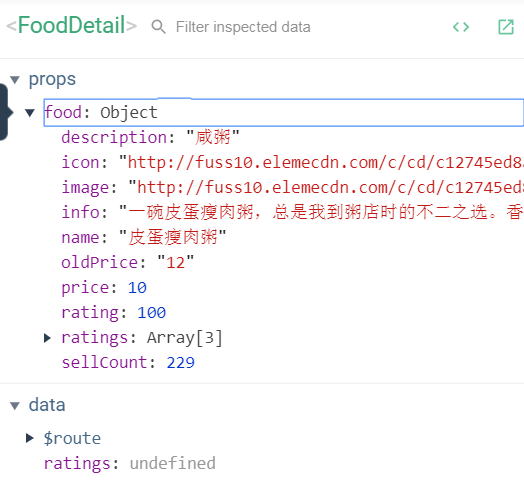 <FoodDetail> Filter inspected data
props
food: Object
description: "咸粥"
icon: "http://fuss10.elemecdn.com/c/cd/c12745ed8a
image: "http://fuss10.elemecdn.com/c/cd/c12745ed8
info: "一碗皮蛋瘦肉粥，总是我到粥店时的不二之选。香
name: "皮蛋瘦肉粥"
oldPrice: "12"
price: 10
rating: 100
ratings: Array[3]
sellCount: 229
data
$route
ratings: undefined